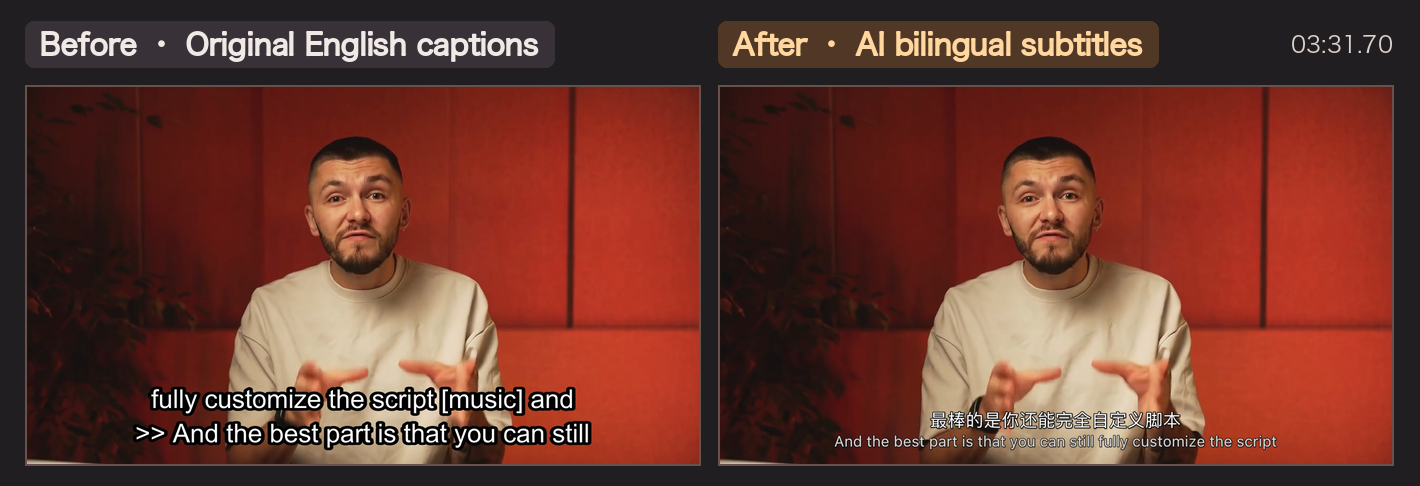 Before · Original English captions
After · AI bilingual subtitles
03:31.70
fully customize the script [music] and
>> And the best part is that you can still
最棒的是你还能完全自定义脚本
And the best part is that you can still fully customize the script